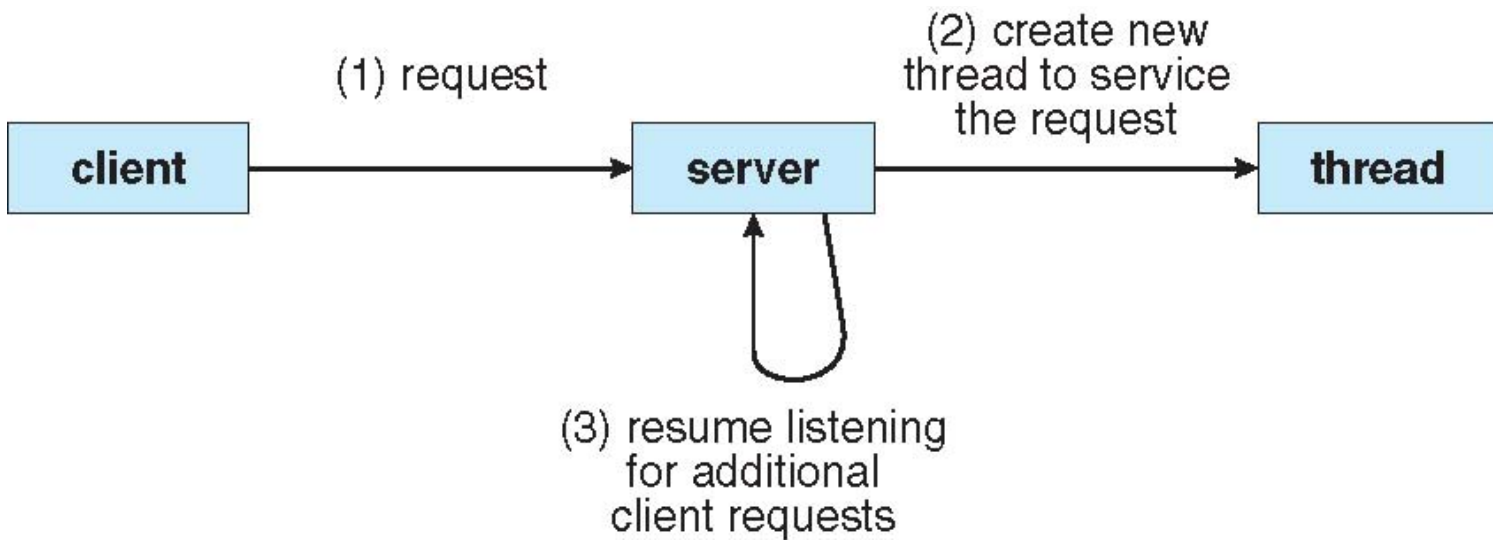 (1) request
(2) create new
thread to service
the request
client
server
thread
(3) resume listening
for additional
client requests